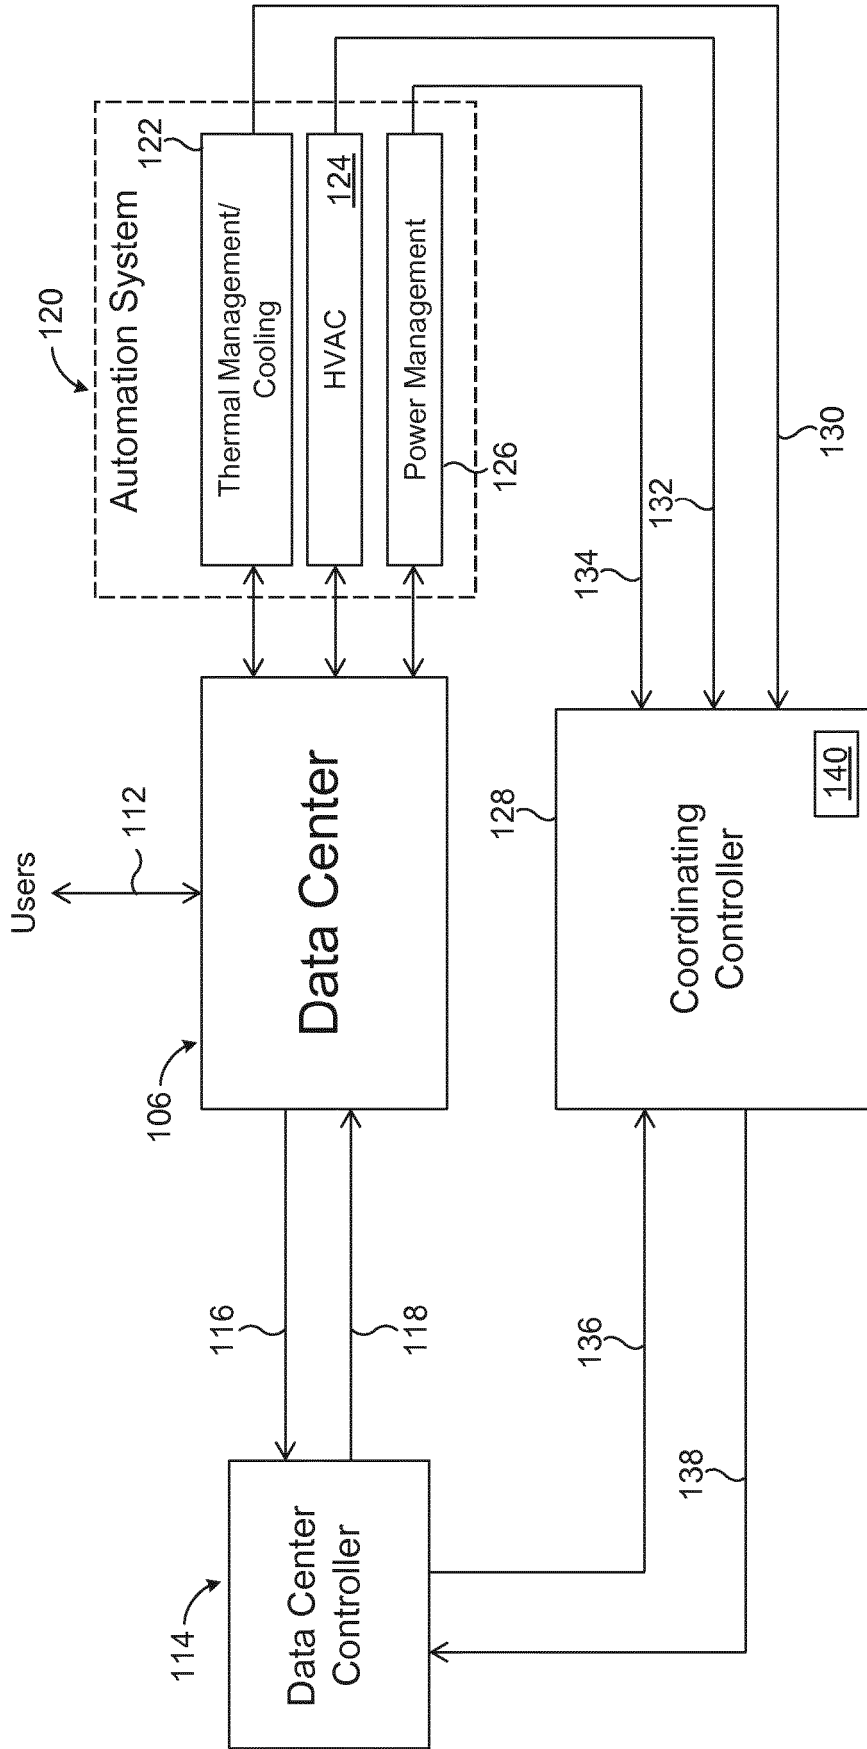 Users
112
120
Automation System
106
Data Center
Thermal Management/
Cooling
122
HVAC
124
Power Management
126
114
Data Center
Controller
116
118
128
Coordinating
Controller
140
134
132
130
136
138